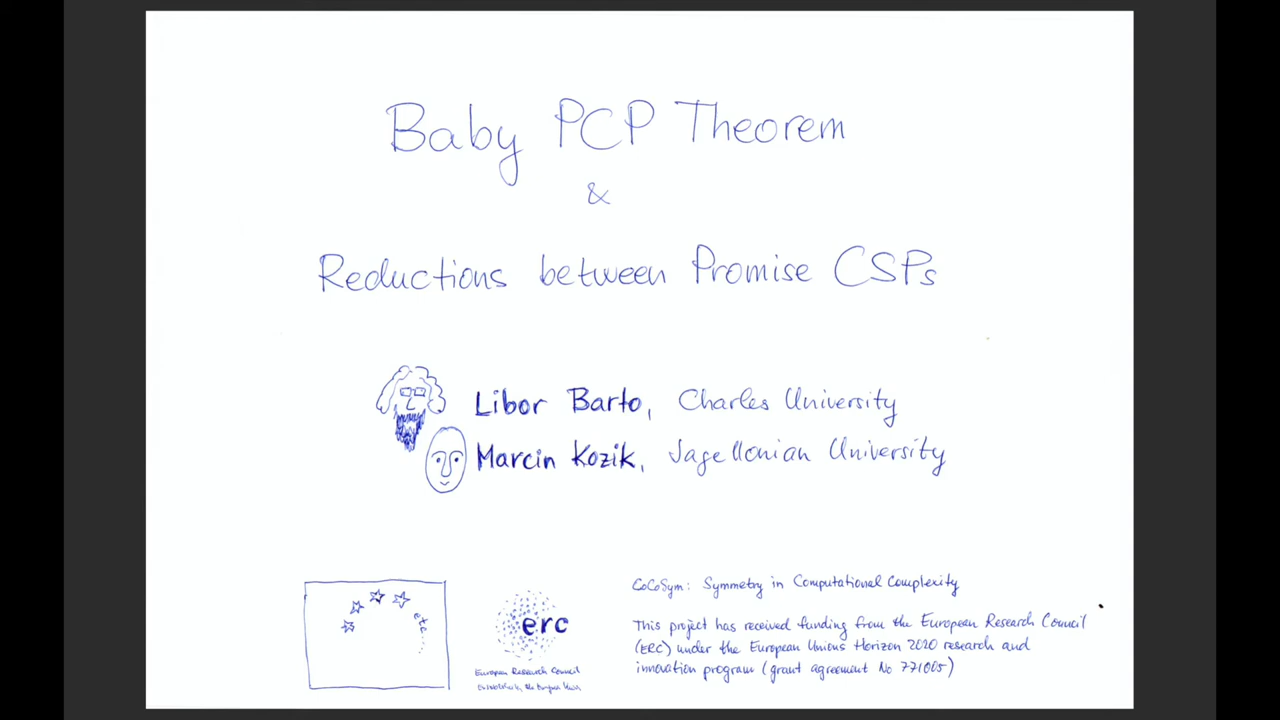 Baby PCP Theorem
&
Reductions between Promise CSPs
Libor Barto, Charles University
Marcin Kozik, Jagellonian University
etc.
erc
European Research Council
CoCoSym: Symmetry in Computational Complexity
This project has received funding from the European Research Council
(ERC) under the European Unions Horizon 2020 research and
innovation program (grant agreement No 771005)